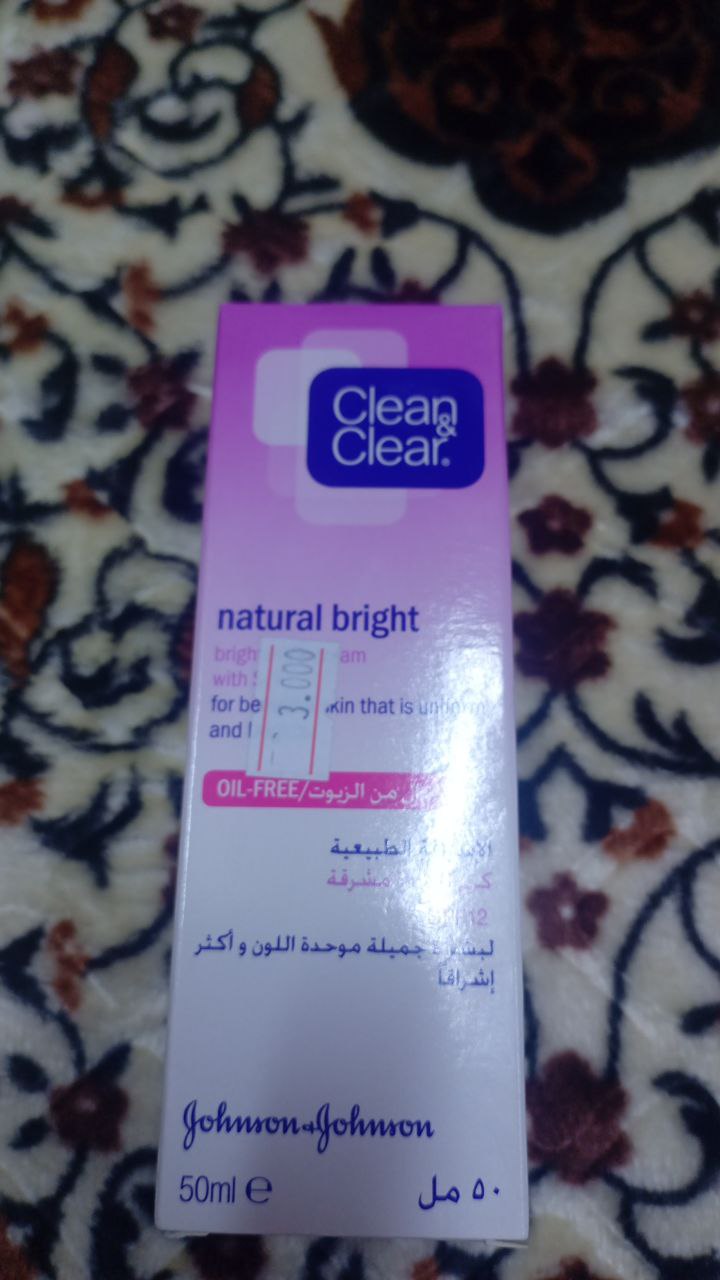 Clean
&
Clear.
natural bright
with
for be kin that is
and
3.000
OIL-FREE/من الزيوت
الطبيعية
مشرقة
12
جميلة موحدة اللون و أكثر
إشراقاً
Johnson & Johnson
50ml e
٥٠ مل